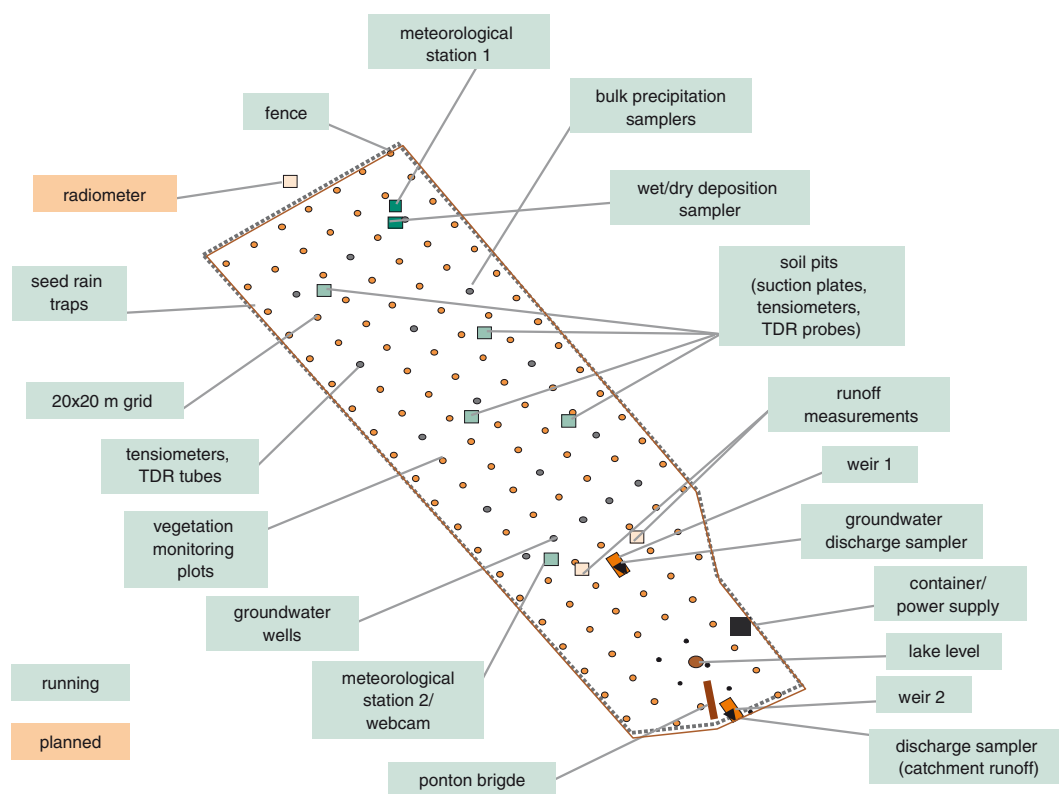 meteorological
station 1
fence
bulk precipitation
samplers
radiometer
wet/dry deposition
sampler
seed rain
traps
soil pits
(suction plates,
tensiometers,
TDR probes)
20x20 m grid
runoff
measurements
tensiometers,
TDR tubes
weir 1
vegetation
monitoring
plots
groundwater
discharge sampler
groundwater
wells
container/
power supply
lake level
running
meteorological
station 2/
webcam
weir 2
planned
ponton brigde
discharge sampler
(catchment runoff)